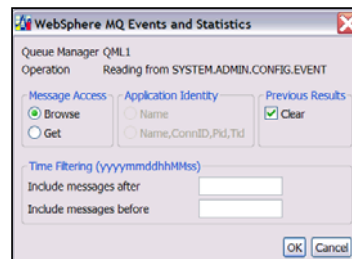 WebSphere MQ Events and Statistics
Queue Manager QML1
Operation Reading from SYSTEM.ADMIN.CONFIG.EVENT
Message Access Application Identity Previous Results
Browse Name Clear
Get Name,ConnID,Pid,Tid
Time Filtering (yyyymmddhhMMss)
Include messages after
Include messages before
OK Cancel